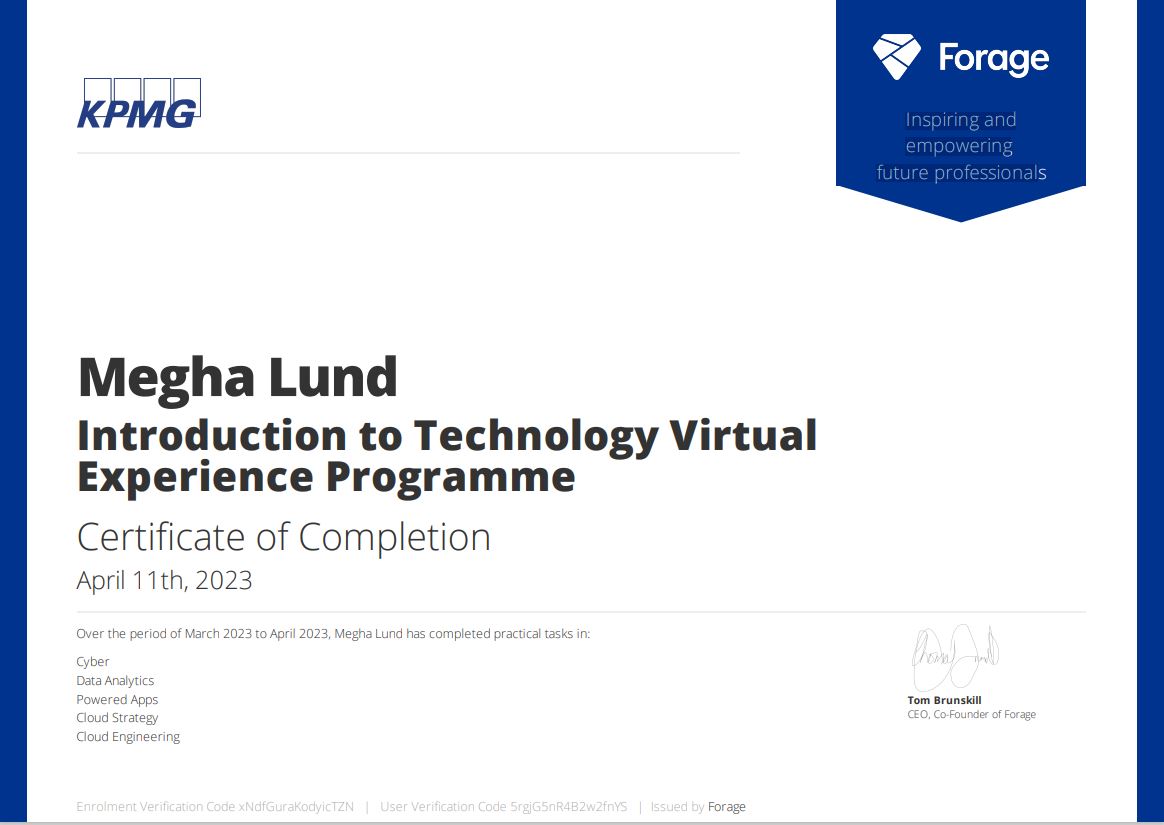 KPMG
Forage
Inspiring and
empowering
future professionals
Megha Lund
Introduction to Technology Virtual
Experience Programme
Certificate of Completion
April 11th, 2023
Over the period of March 2023 to April 2023, Megha Lund has completed practical tasks in:
Cyber
Data Analytics
Powered Apps
Cloud Strategy
Cloud Engineering
Tom Brunskill
CEO, Co-Founder of Forage
Enrolment Verification Code xNdfGuraKodyicTZN | User Verification Code 5rgjG5nR4B2w2fnYS | Issued by Forage